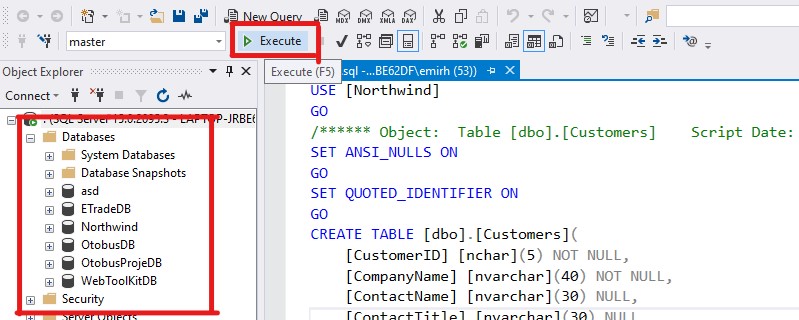 New Query
MDX DMX XMLA DAX
master
Execute
Object Explorer
Execute (F5)
sql -...BE62DF\emirh (53))
Connect
. (SQL Server 15.0.2095.3 - LAPTOP-JRBE6
Databases
System Databases
Database Snapshots
asd
ETradeDB
Northwind
OtobusDB
OtobusProjeDB
WebToolKitDB
Security
Server Objects
USE [Northwind]
GO
/****** Object:  Table [dbo].[Customers]    Script Date:
SET ANSI_NULLS ON
GO
SET QUOTED_IDENTIFIER ON
GO
CREATE TABLE [dbo].[Customers](
[CustomerID] [nchar](5) NOT NULL,
[CompanyName] [nvarchar](40) NOT NULL,
[ContactName] [nvarchar](30) NULL,
[ContactTitle] [nvarchar](30) NULL,